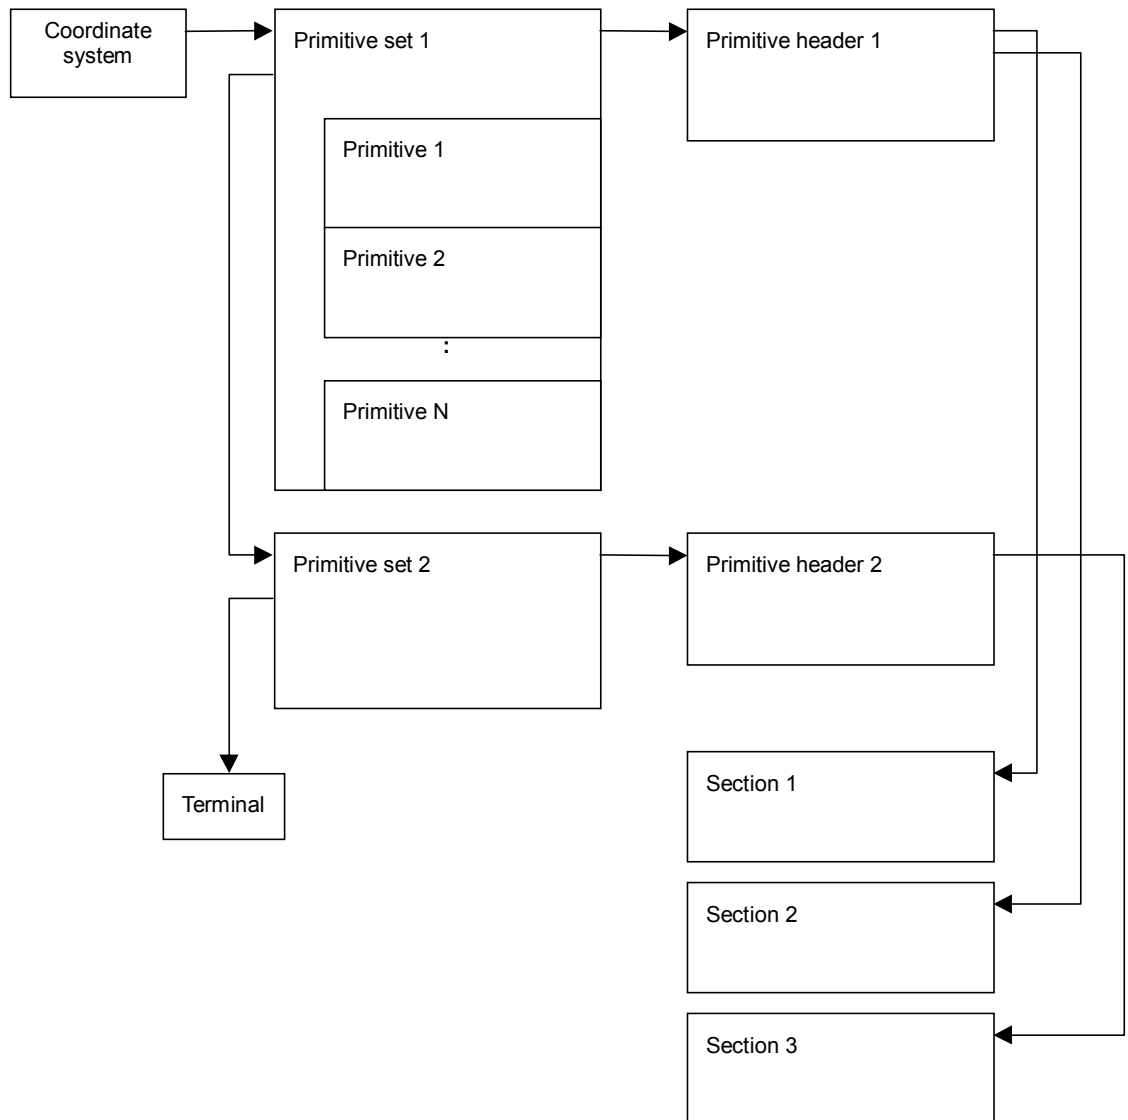 Coordinate
system
Primitive set 1
Primitive header 1
Primitive 1
Primitive 2
:
Primitive N
Primitive set 2
Primitive header 2
Section 1
Terminal
Section 2
Section 3